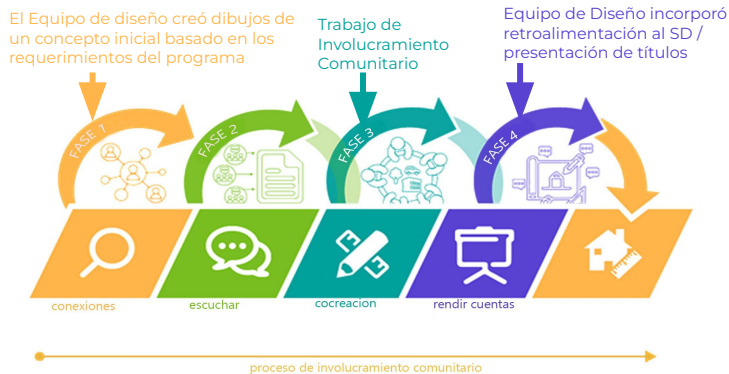 El Equipo de diseño creó dibujos de
un concepto inicial basado en los
requerimientos del programa
Trabajo de
Involucramiento
Comunitario
Equipo de Diseño incorporó
retroalimentación al SD /
presentación de títulos
FASE 1
FASE 2
FASE 3
FASE 4
conexiones
escuchar
cocreacion
rendir cuentas
proceso de involucramiento comunitario